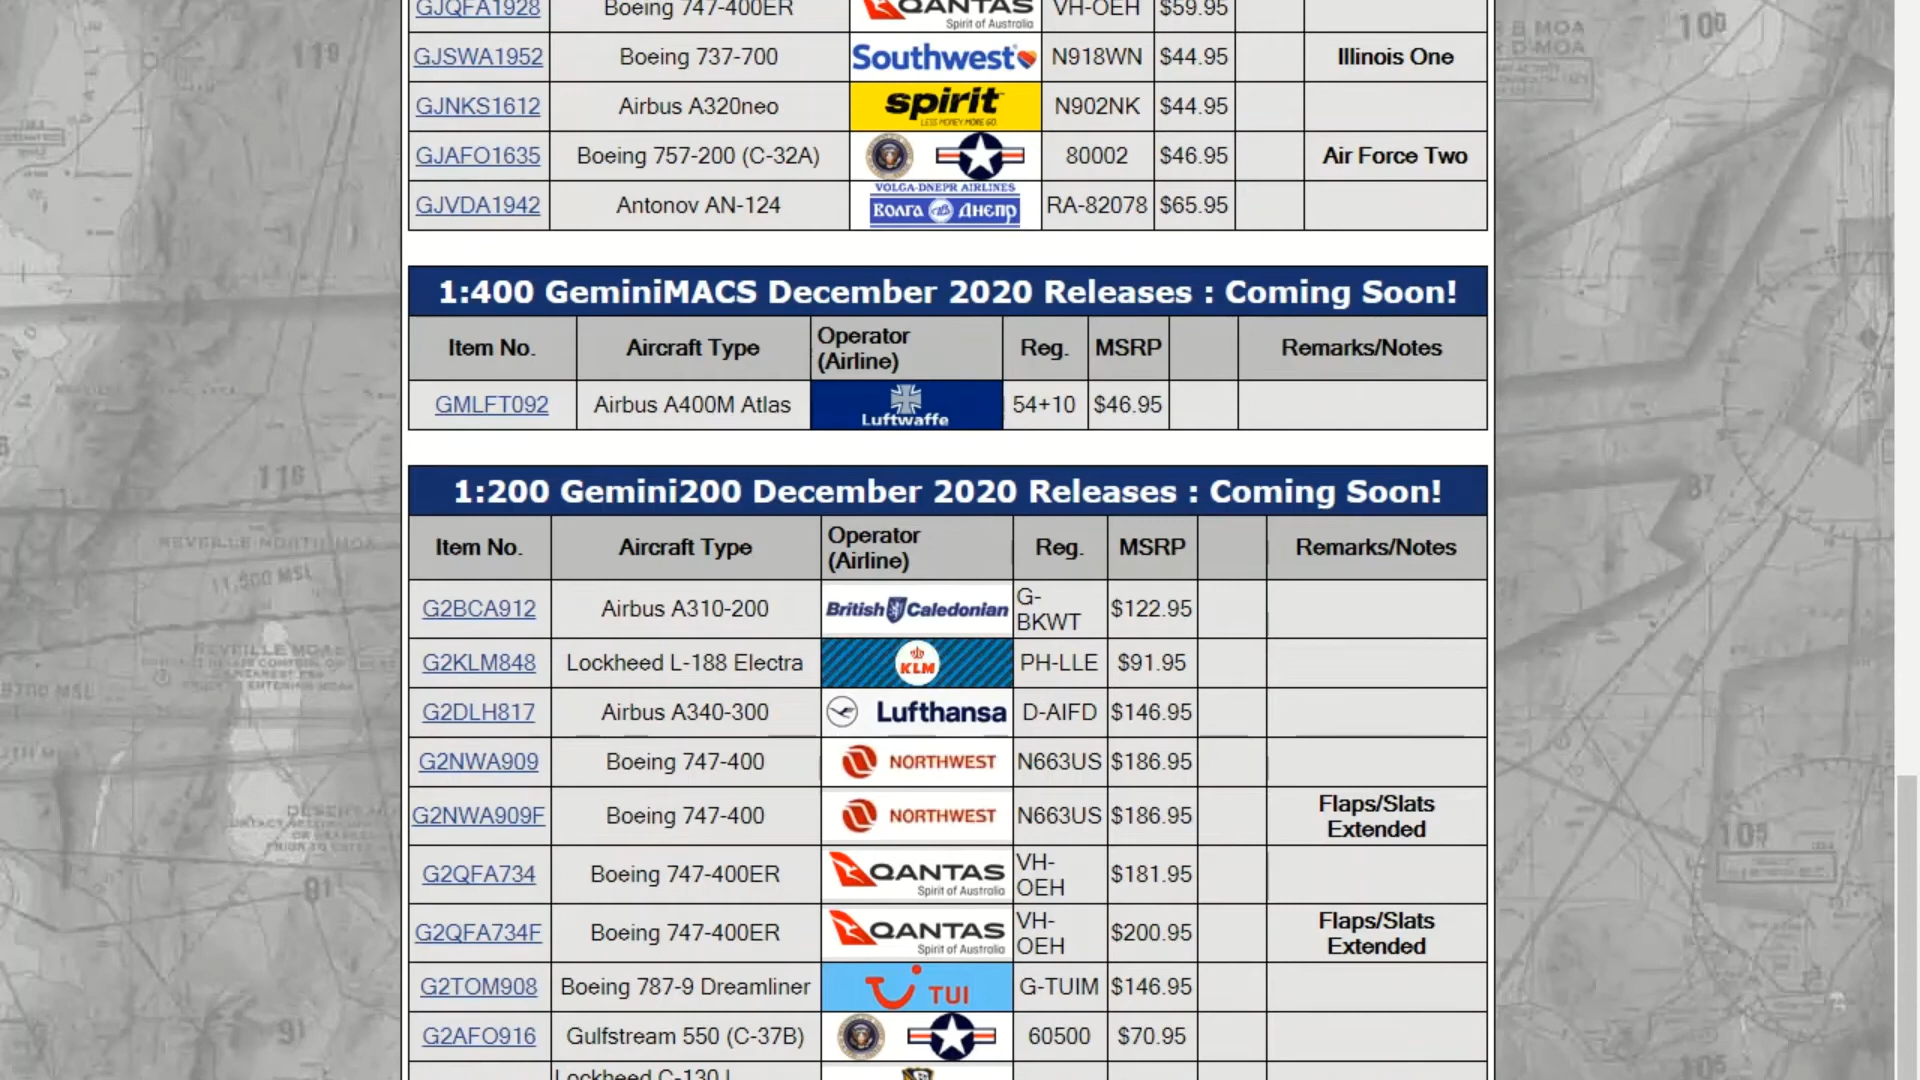 GJQFA1928 Boeing 747-400ER QANTAS Spirit of Australia VH-OEH $59.95
GJSWA1952 Boeing 737-700 Southwest N918WN $44.95 Illinois One
GJNKS1612 Airbus A320neo spirit LESS MONEY. MORE GO. N902NK $44.95
GJAFO1635 Boeing 757-200 (C-32A) 80002 $46.95 Air Force Two
GJVDA1942 Antonov AN-124 VOLGA-DNEPR AIRLINES ВОЛГА ДНЕПР RA-82078 $65.95
1:400 GeminiMACS December 2020 Releases : Coming Soon!
Item No. Aircraft Type Operator (Airline) Reg. MSRP Remarks/Notes
GMLFT092 Airbus A400M Atlas Luftwaffe 54+10 $46.95
1:200 Gemini200 December 2020 Releases : Coming Soon!
Item No. Aircraft Type Operator (Airline) Reg. MSRP Remarks/Notes
G2BCA912 Airbus A310-200 British Caledonian G-BKWT $122.95
G2KLM848 Lockheed L-188 Electra KLM PH-LLE $91.95
G2DLH817 Airbus A340-300 Lufthansa D-AIFD $146.95
G2NWA909 Boeing 747-400 NORTHWEST N663US $186.95
G2NWA909F Boeing 747-400 NORTHWEST N663US $186.95 Flaps/Slats Extended
G2QFA734 Boeing 747-400ER QANTAS Spirit of Australia VH-OEH $181.95
G2QFA734F Boeing 747-400ER QANTAS Spirit of Australia VH-OEH $200.95 Flaps/Slats Extended
G2TOM908 Boeing 787-9 Dreamliner TUI G-TUIM $146.95
G2AFO916 Gulfstream 550 (C-37B) 60500 $70.95
Lockheed C-130J